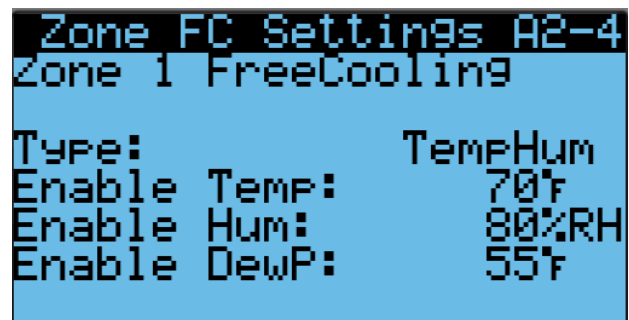 Zone FC Settings A2-4
Zone 1 FreeCooling
Type: TempHum
Enable Temp: 70°F
Enable Hum: 80%RH
Enable DewP: 55°F